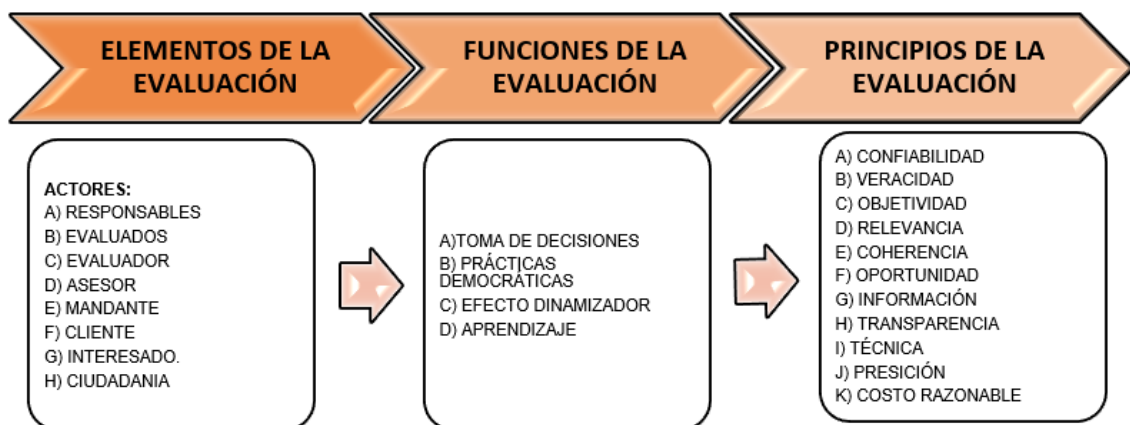 ELEMENTOS DE LA
EVALUACIÓN
FUNCIONES DE LA
EVALUACIÓN
PRINCIPIOS DE LA
EVALUACIÓN
ACTORES:
A) RESPONSABLES
B) EVALUADOS
C) EVALUADOR
D) ASESOR
E) MANDANTE
F) CLIENTE
G) INTERESADO.
H) CIUDADANIA
A)TOMA DE DECISIONES
B) PRÁCTICAS
DEMOCRÁTICAS
C) EFECTO DINAMIZADOR
D) APRENDIZAJE
A) CONFIABILIDAD
B) VERACIDAD
C) OBJETIVIDAD
D) RELEVANCIA
E) COHERENCIA
F) OPORTUNIDAD
G) INFORMACIÓN
H) TRANSPARENCIA
I) TÉCNICA
J) PRESICIÓN
K) COSTO RAZONABLE